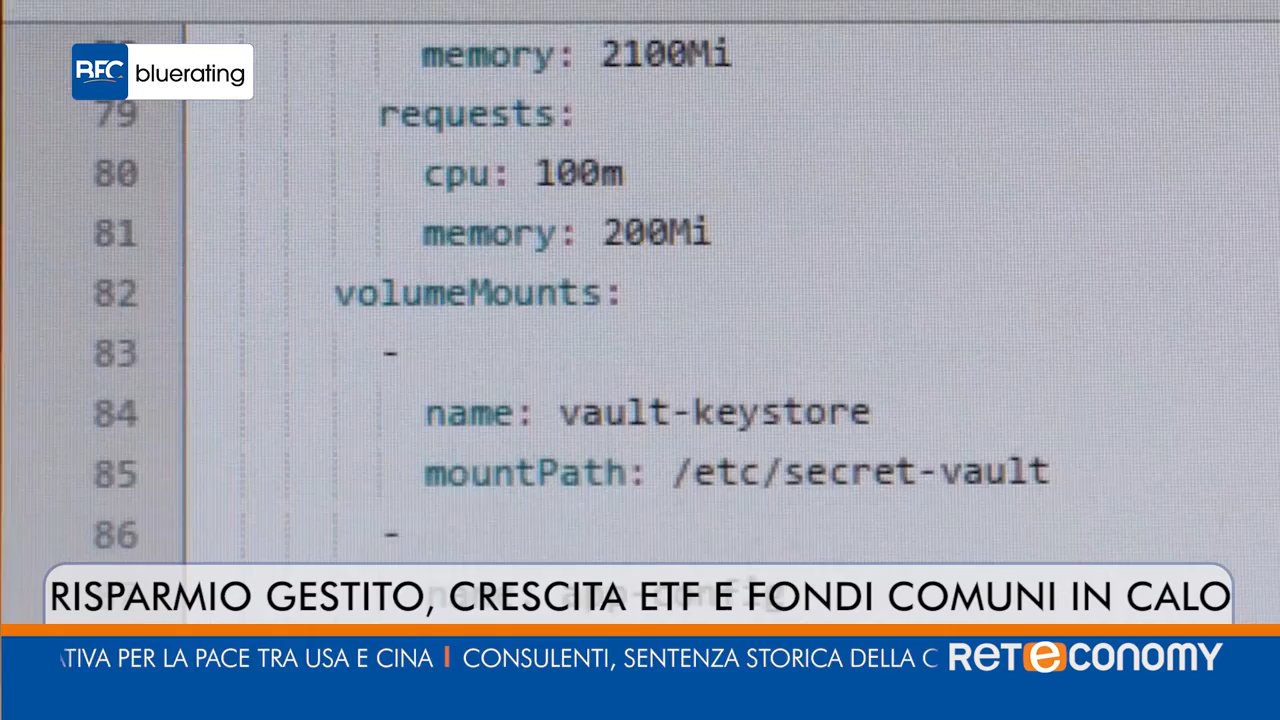 memory: 2100Mi
BFC bluerating
79 requests:
80 cpu: 100m
81 memory: 200Mi
82 volumeMounts:
83 -
84 name: vault-keystore
85 mountPath: /etc/secret-vault
86 -
RISPARMIO GESTITO, CRESCITA ETF E FONDI COMUNI IN CALO
PER LA PACE TRA USA E CINA | CONSULENTI, SENTENZA STORICA DELLA C
RETECONOMY